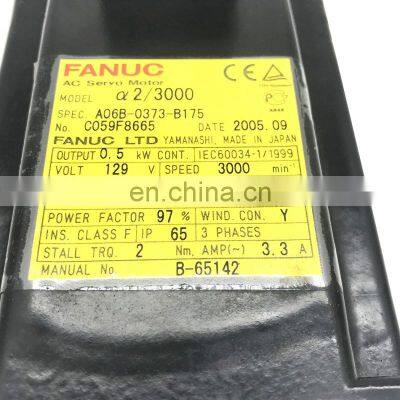 FANUC
AC Servo Motor
MODEL α2/3000
SPEC. A06B-0373-B175
No. C059F8665 DATE 2005.09
FANUC LTD YAMANASHI, MADE IN JAPAN
OUTPUT 0.5 kW CONT. IEC60034-1/1999
VOLT 129 V SPEED 3000 min⁻¹
en.china.cn
POWER FACTOR 97 % WIND. CON. Y
INS. CLASS F IP 65 3 PHASES
STALL TRQ. 2 Nm, AMP(~) 3.3 A
MANUAL No. B-65142